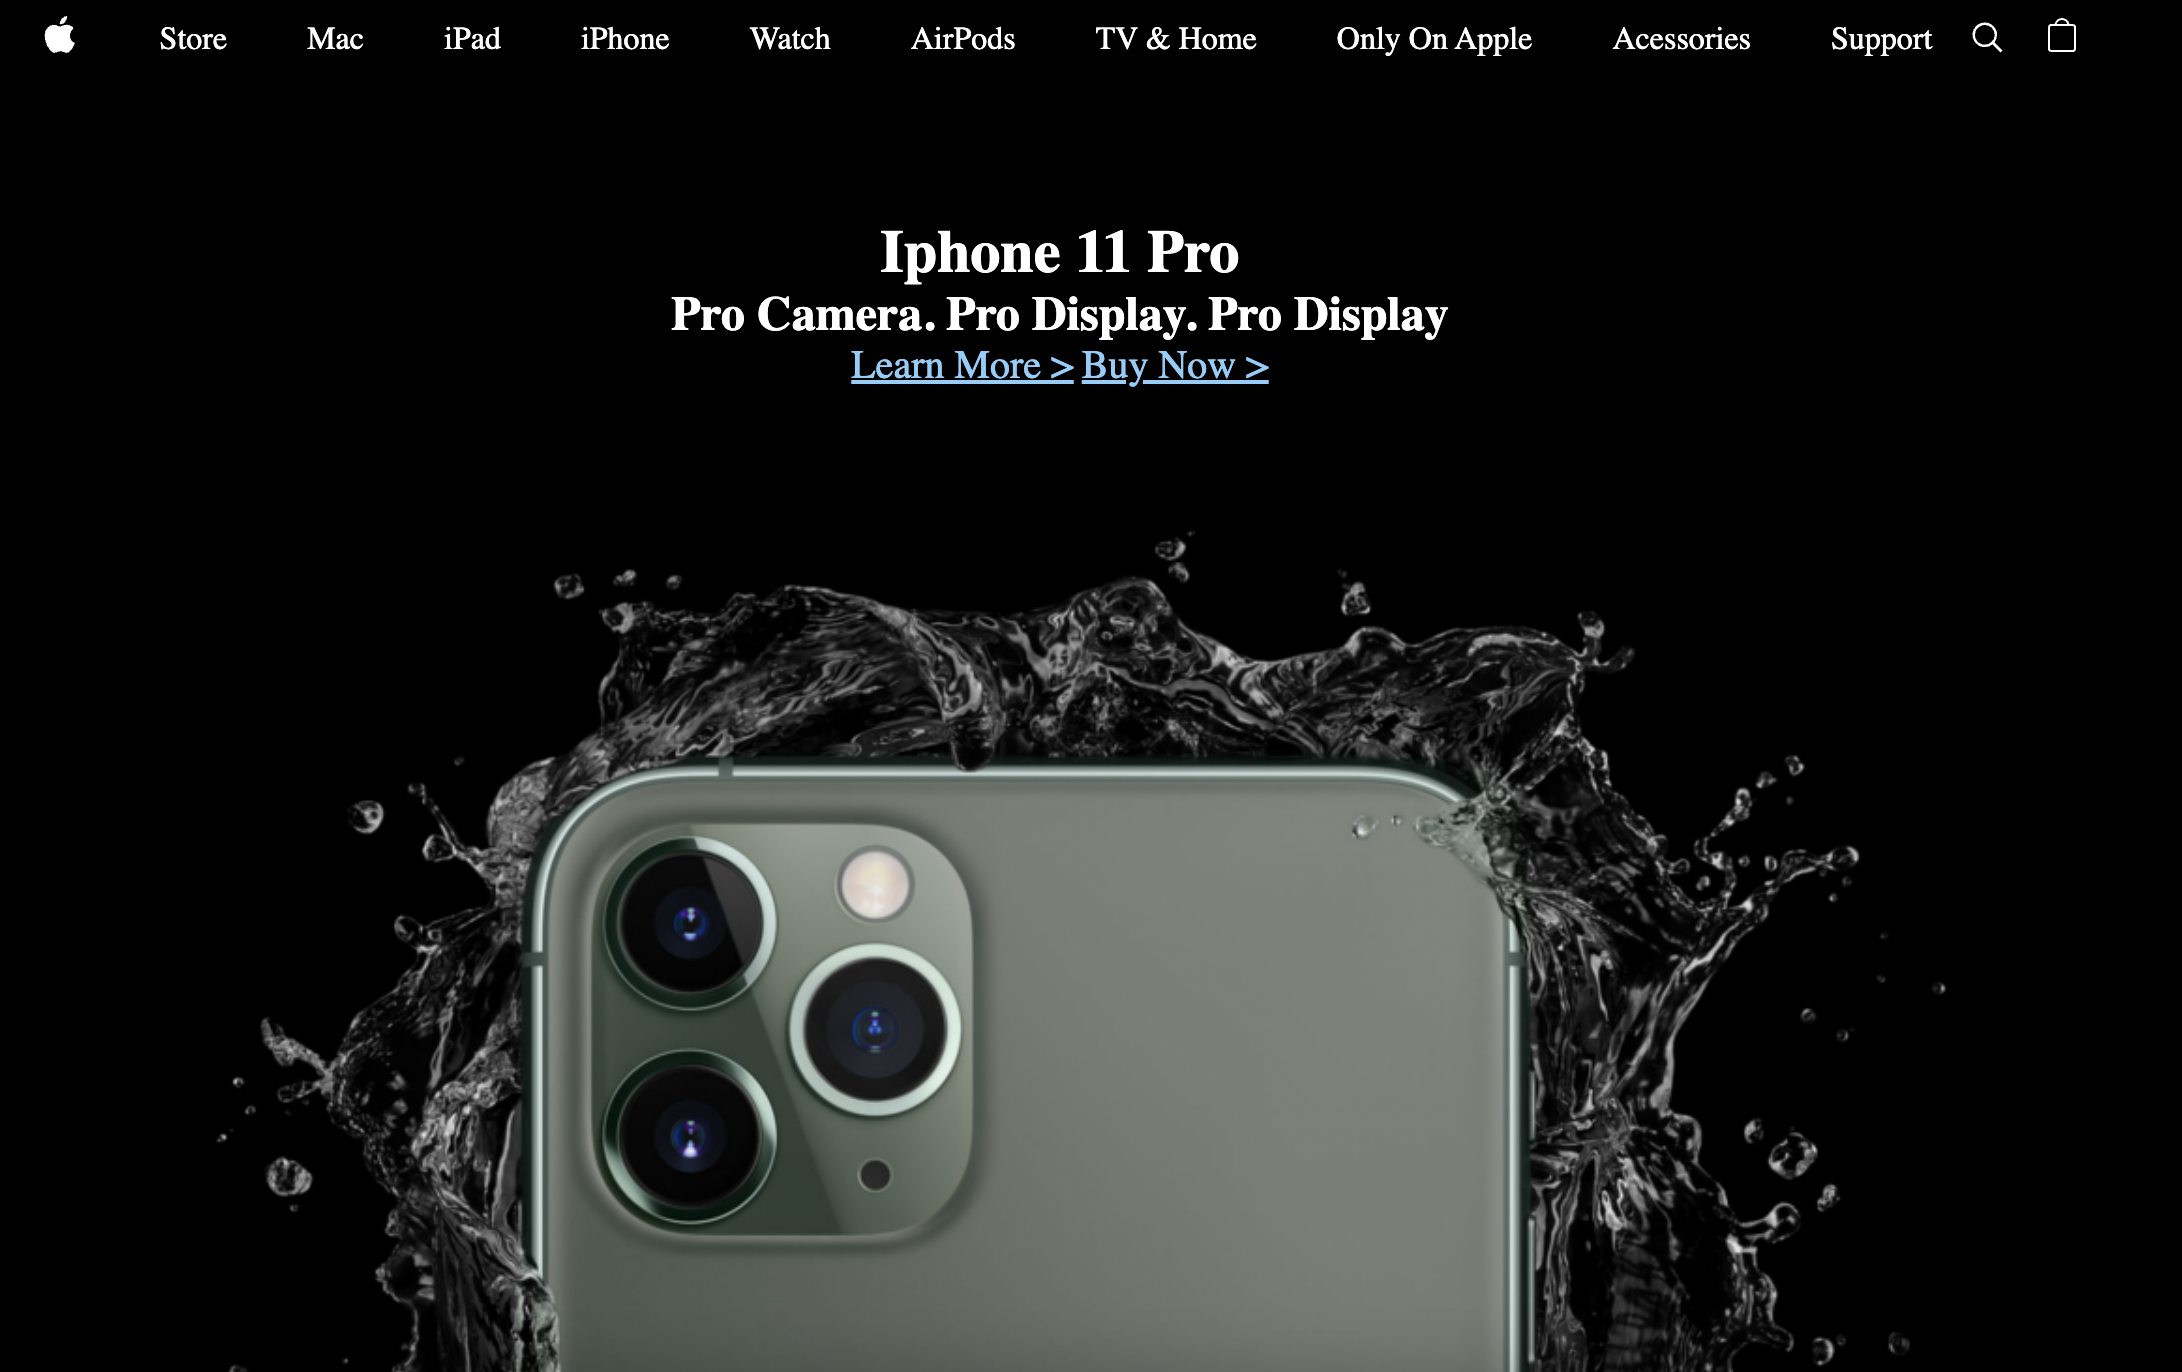 Store Mac iPad iPhone Watch AirPods TV & Home Only On Apple Acessories Support
Iphone 11 Pro
Pro Camera. Pro Display. Pro Display
Learn More > Buy Now >